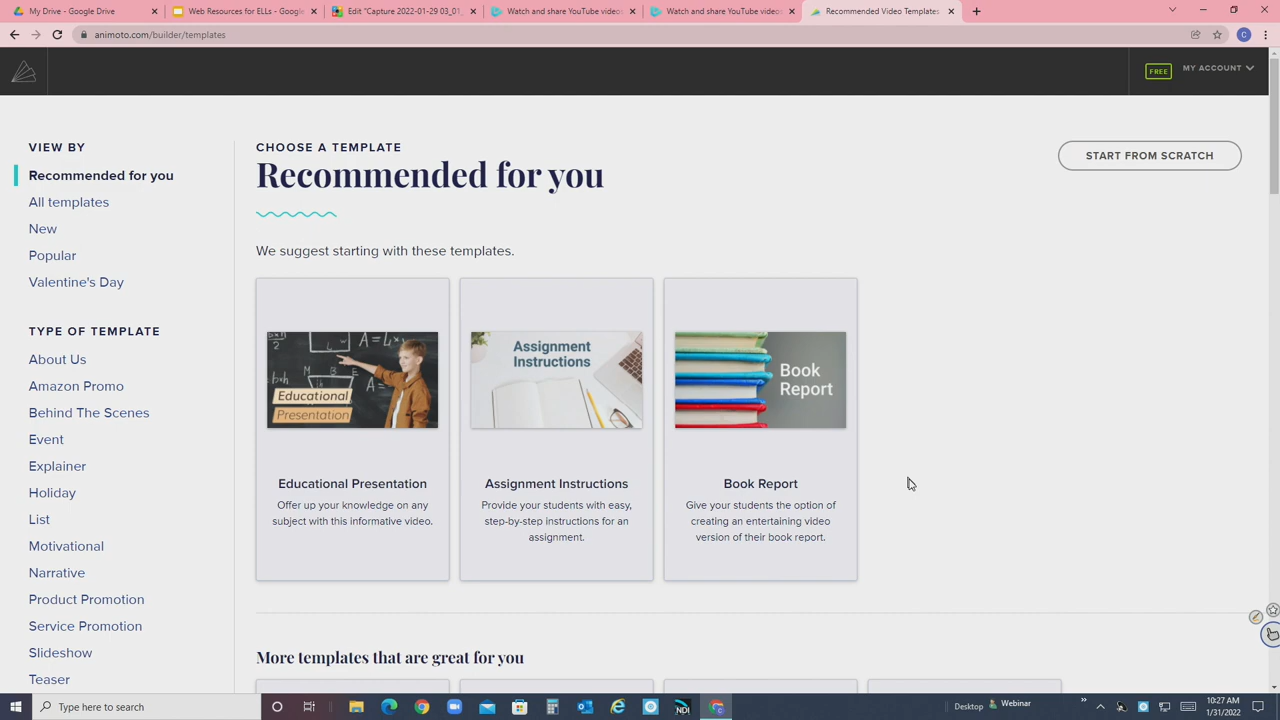 My Drive - Google Drive
Web Resources for ELLs - Google
Edit "Capture 2022-01-29 03_01_
Watch and share YouTube videos
Watch and share YouTube videos
Recommended Video Templates
animoto.com/builder/templates
C
FREE
MY ACCOUNT
VIEW BY
Recommended for you
All templates
New
Popular
Valentine's Day
TYPE OF TEMPLATE
About Us
Amazon Promo
Behind The Scenes
Event
Explainer
Holiday
List
Motivational
Narrative
Product Promotion
Service Promotion
Slideshow
Teaser
CHOOSE A TEMPLATE
Recommended for you
START FROM SCRATCH
We suggest starting with these templates.
Educational
Presentation
Educational Presentation
Offer up your knowledge on any
subject with this informative video.
Assignment
Instructions
Assignment Instructions
Provide your students with easy,
step-by-step instructions for an
assignment.
Book
Report
Book Report
Give your students the option of
creating an entertaining video
version of their book report.
More templates that are great for you
Type here to search
NDI
Desktop
Webinar
10:27 AM
1/31/2022